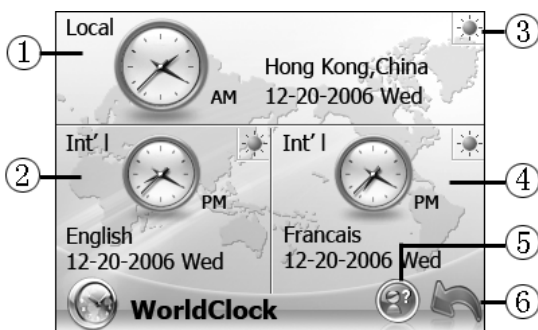 Local
AM
Hong Kong,China
12-20-2006 Wed
Int' l
PM
English
12-20-2006 Wed
Int' l
PM
Francais
12-20-2006 Wed
WorldClock
?
1
2
3
4
5
6